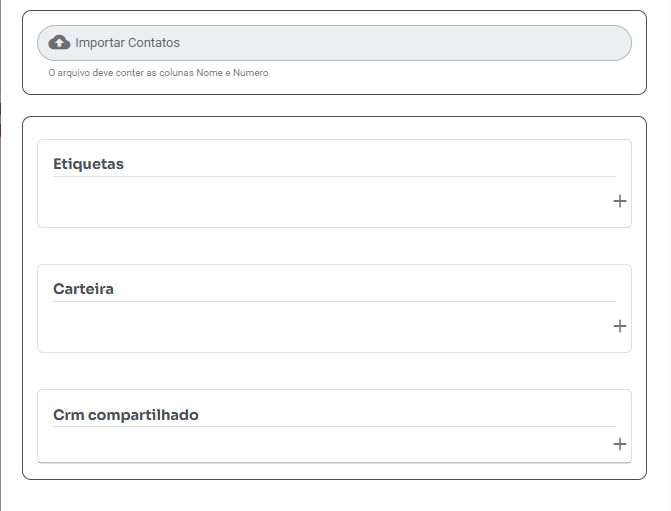 Importar Contatos
O arquivo deve conter as colunas Nome e Numero
Etiquetas
Carteira
Crm compartilhado